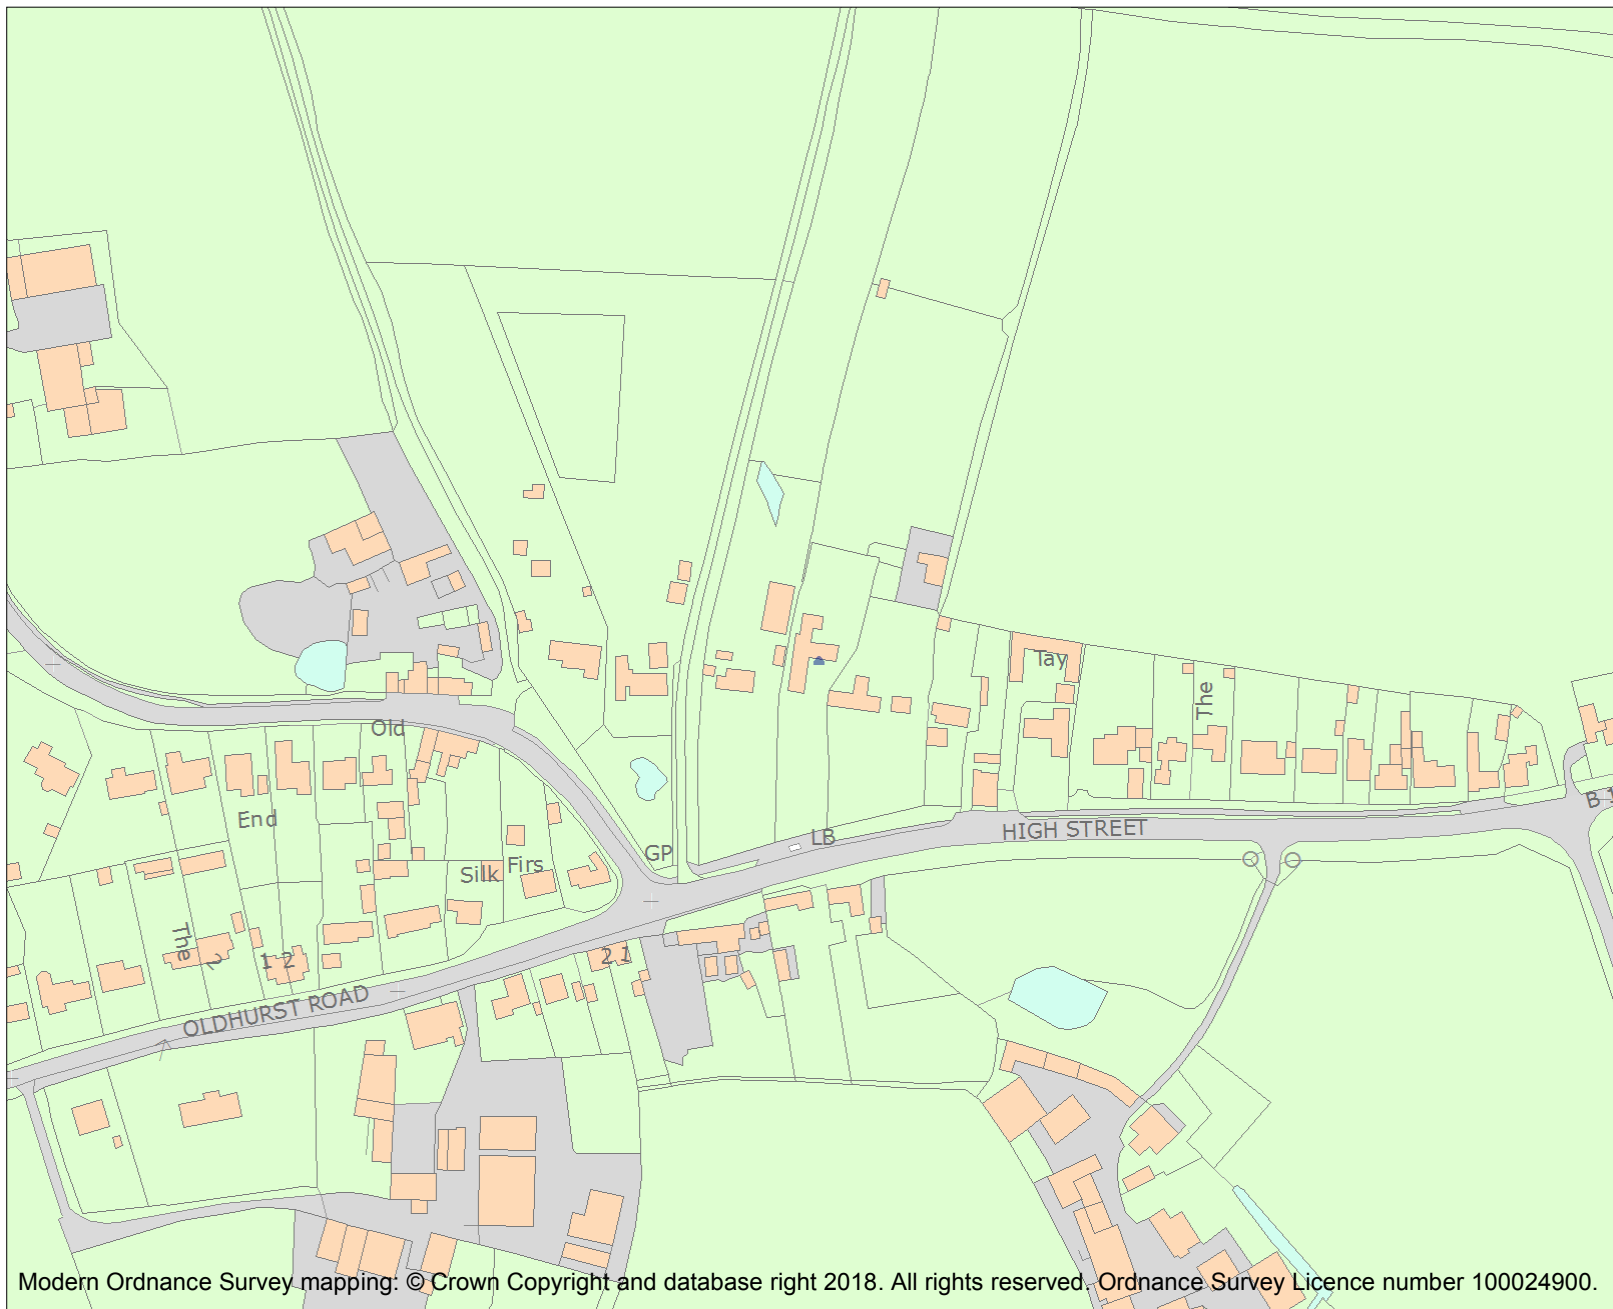 Tay
The
Old
End
HIGH STREET
B 1
LB
GP
Firs
Silk
The
2
1 2
2 1
OLDHURST ROAD
Modern Ordnance Survey mapping: © Crown Copyright and database right 2018. All rights reserved. Ordnance Survey Licence number 100024900.